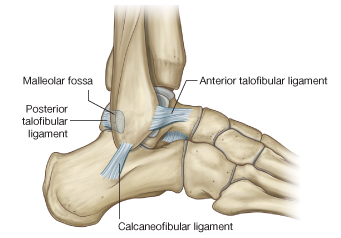 Malleolar fossa
Anterior talofibular ligament
Posterior
talofibular
ligament
Calcaneofibular ligament